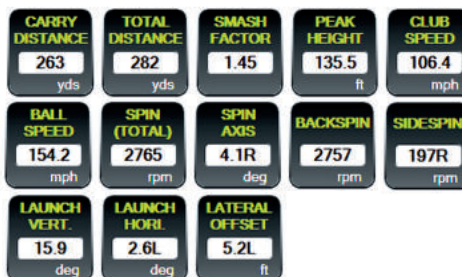 CARRY DISTANCE
263
yds
TOTAL DISTANCE
282
yds
SMASH FACTOR
1.45
PEAK HEIGHT
135.5
ft
CLUB SPEED
106.4
mph
BALL SPEED
154.2
mph
SPIN (TOTAL)
2765
rpm
SPIN AXIS
4.1R
deg
BACKSPIN
2757
rpm
SIDESPIN
197R
rpm
LAUNCH VERT.
15.9
deg
LAUNCH HORI.
2.6L
deg
LATERAL OFFSET
5.2L
ft